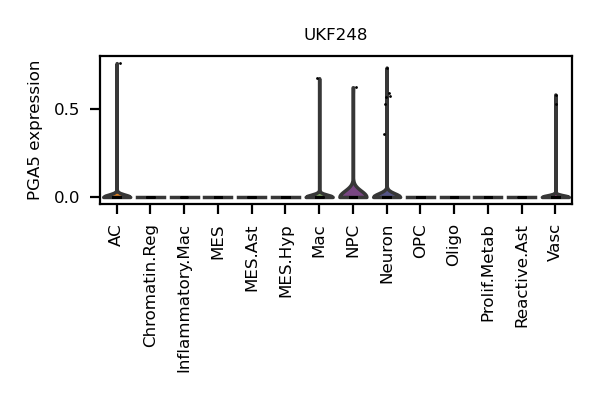 UKF248
PGA5 expression
0.5
0.0
AC
Chromatin.Reg
Inflammatory.Mac
MES
MES.Ast
MES.Hyp
Mac
NPC
Neuron
OPC
Oligo
Prolif.Metab
Reactive.Ast
Vasc